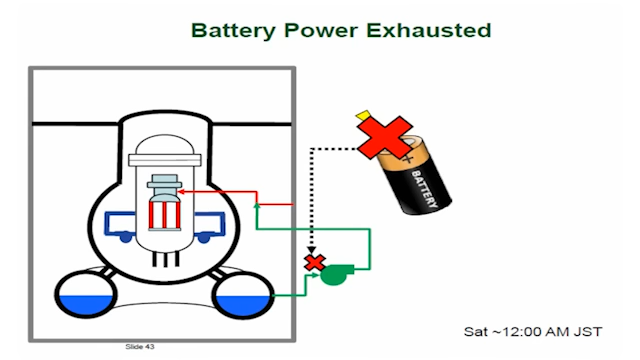 Battery Power Exhausted
BATTERY
+
Sat ~12:00 AM JST
Slide 43